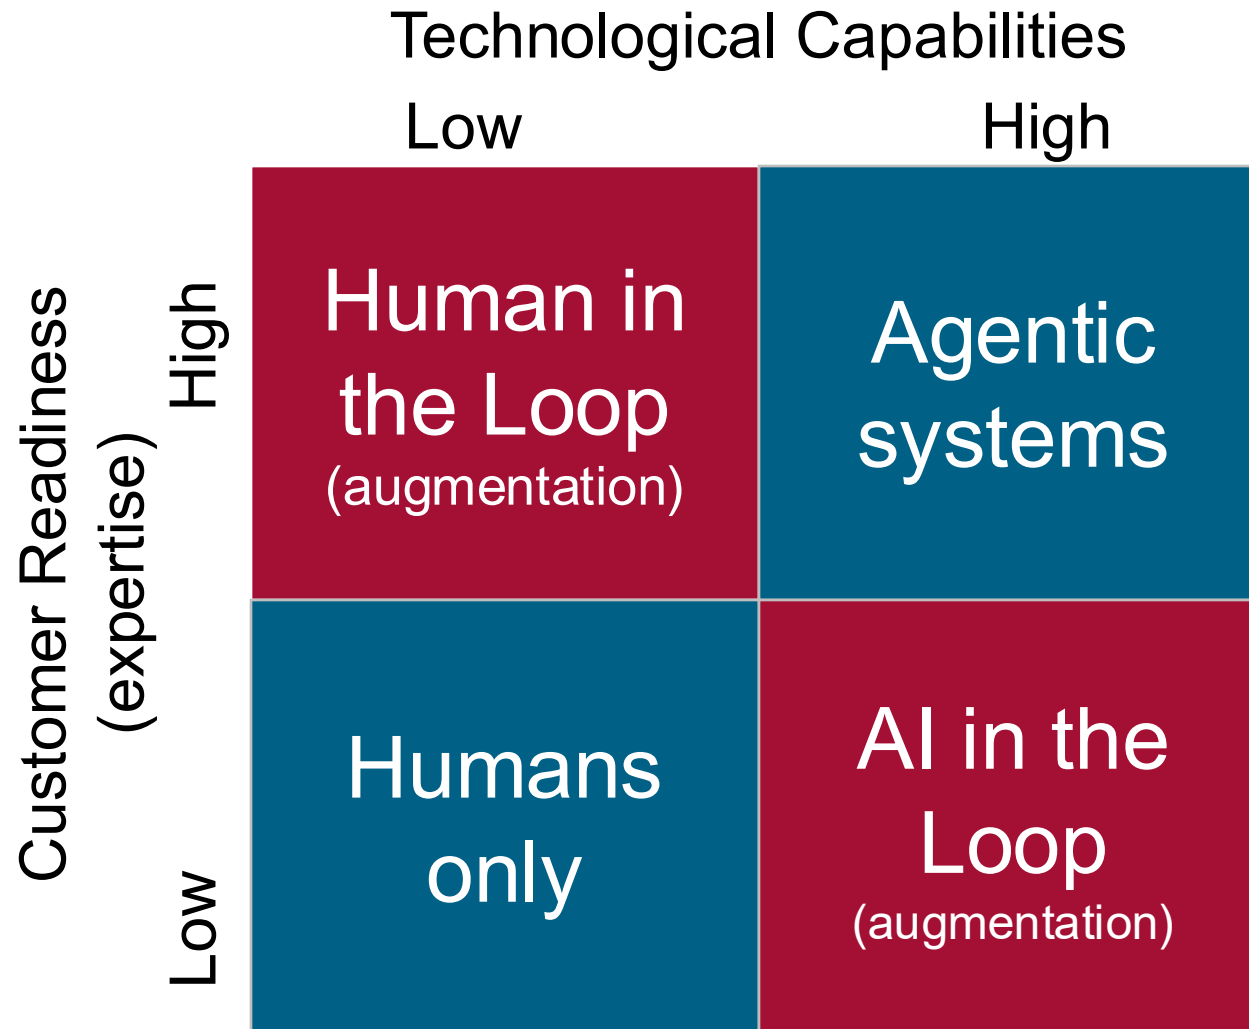 Technological Capabilities
Low
High
Customer Readiness
(expertise)
High
Low
Human in
the Loop
(augmentation)
Agentic
systems
Humans
only
AI in the
Loop
(augmentation)